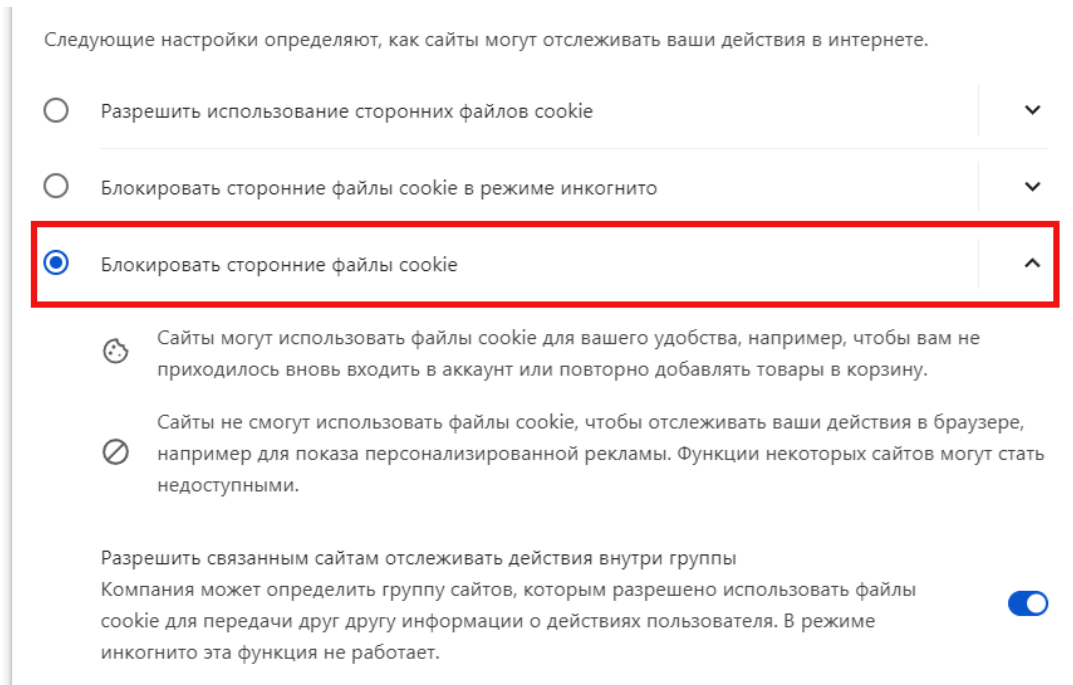 Следующие настройки определяют, как сайты могут отслеживать ваши действия в интернете.
Разрешить использование сторонних файлов cookie
Блокировать сторонние файлы cookie в режиме инкогнито
Блокировать сторонние файлы cookie
Сайты могут использовать файлы cookie для вашего удобства, например, чтобы вам не
приходилось вновь входить в аккаунт или повторно добавлять товары в корзину.
Сайты не смогут использовать файлы cookie, чтобы отслеживать ваши действия в браузере,
например для показа персонализированной рекламы. Функции некоторых сайтов могут стать
недоступными.
Разрешить связанным сайтам отслеживать действия внутри группы
Компания может определить группу сайтов, которым разрешено использовать файлы
cookie для передачи друг другу информации о действиях пользователя. В режиме
инкогнито эта функция не работает.